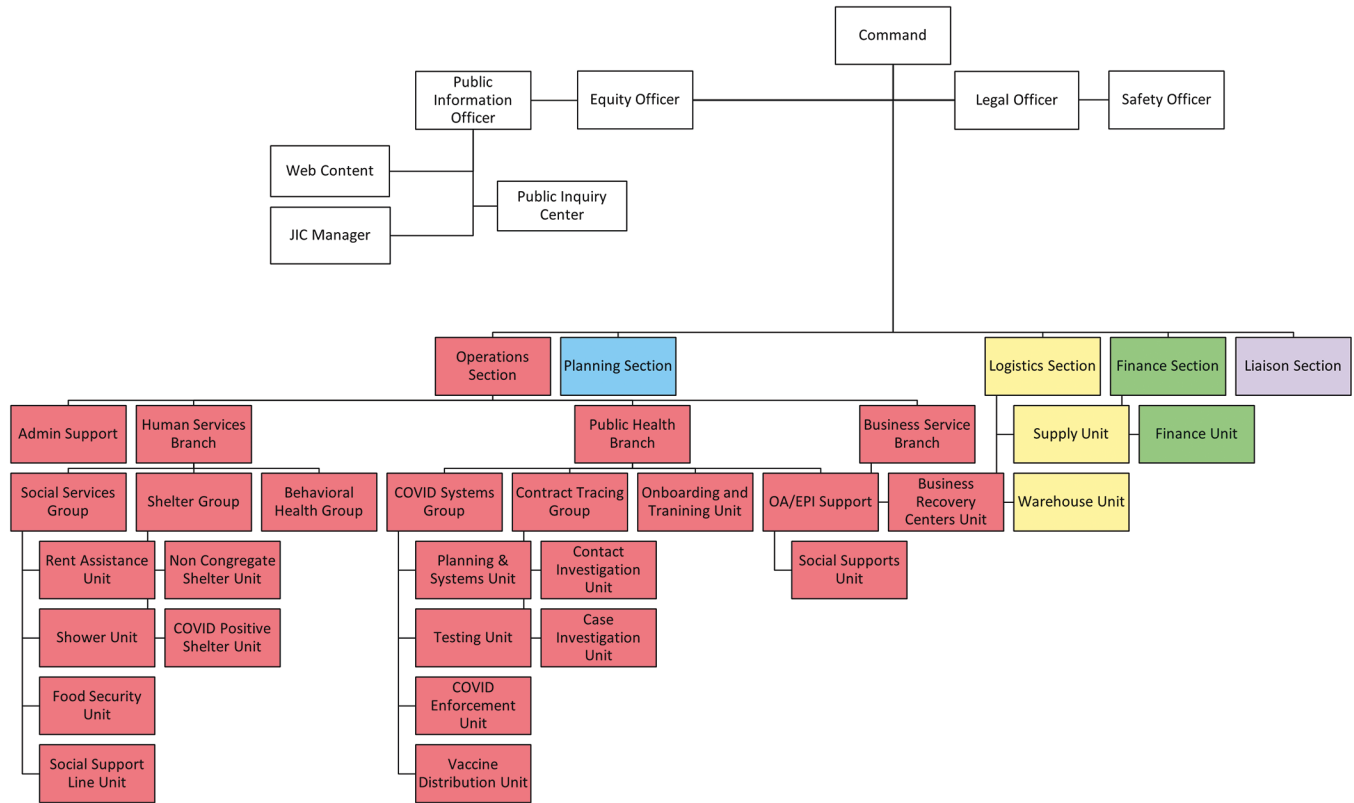 Command
Public
Information
Officer
Equity Officer
Legal Officer
Safety Officer
Web Content
Public Inquiry
Center
JIC Manager
Operations
Section
Planning Section
Logistics Section
Finance Section
Liaison Section
Admin Support
Human Services
Branch
Public Health
Branch
Business Service
Branch
Supply Unit
Finance Unit
Social Services
Group
Shelter Group
Behavioral
Health Group
COVID Systems
Group
Contract Tracing
Group
Onboarding and
Tranining Unit
OA/EPI Support
Business
Recovery
Centers Unit
Warehouse Unit
Rent Assistance
Unit
Non Congregate
Shelter Unit
Planning &
Systems Unit
Contact
Investigation
Unit
Social Supports
Unit
Shower Unit
COVID Positive
Shelter Unit
Testing Unit
Case
Investigation
Unit
Food Security
Unit
COVID
Enforcement
Unit
Social Support
Line Unit
Vaccine
Distribution Unit